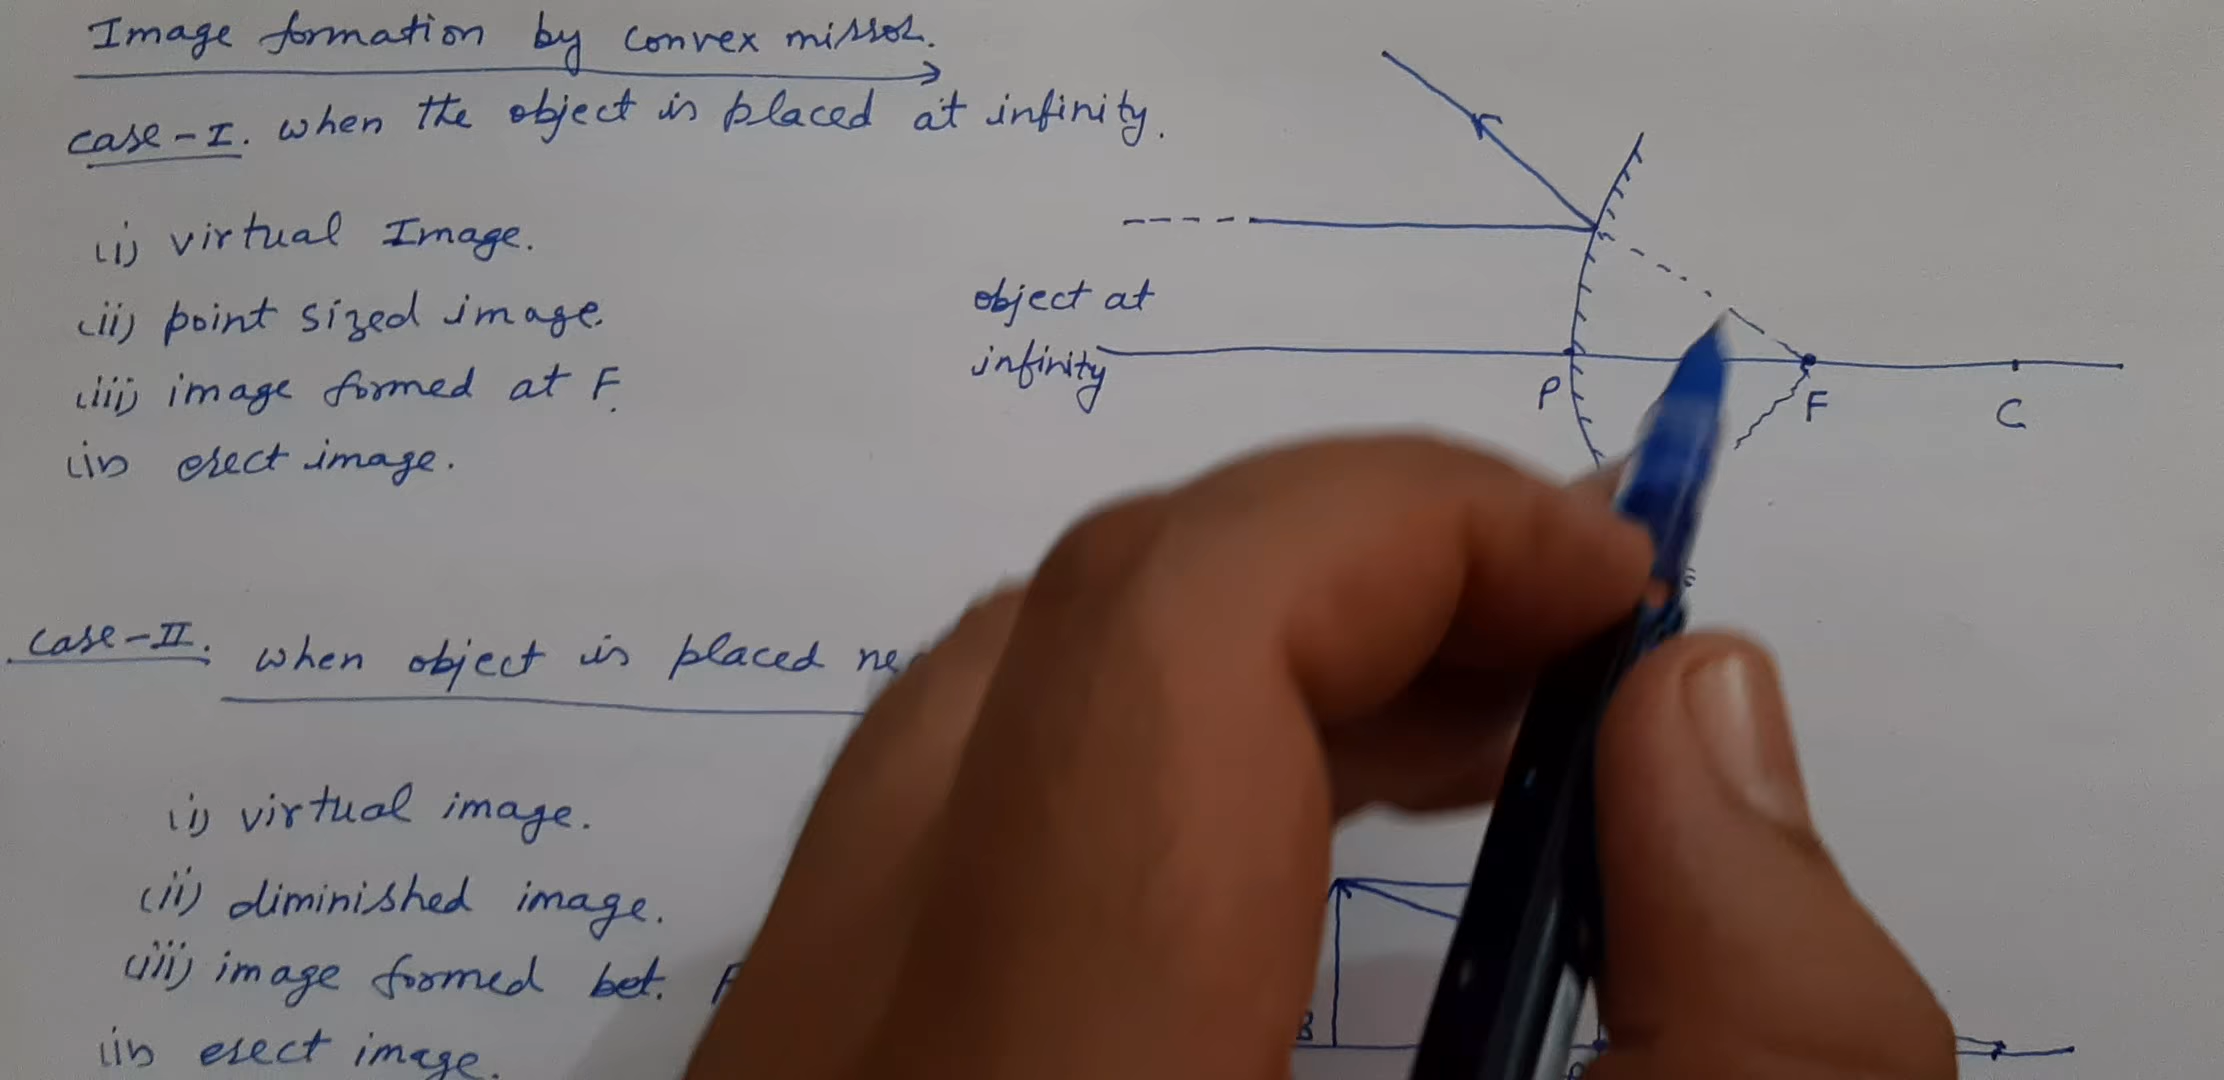 Image formation by convex mirror.
case-I. when the object is placed at infinity.
(i) virtual Image.
(ii) point sized image.
(iii) image formed at F.
(iv) erect image.
object at
infinity
P
F
C
case-II. when object is placed
(i) virtual image.
(ii) diminished image.
(iii) image formed bet. P
(iv) erect image.
B